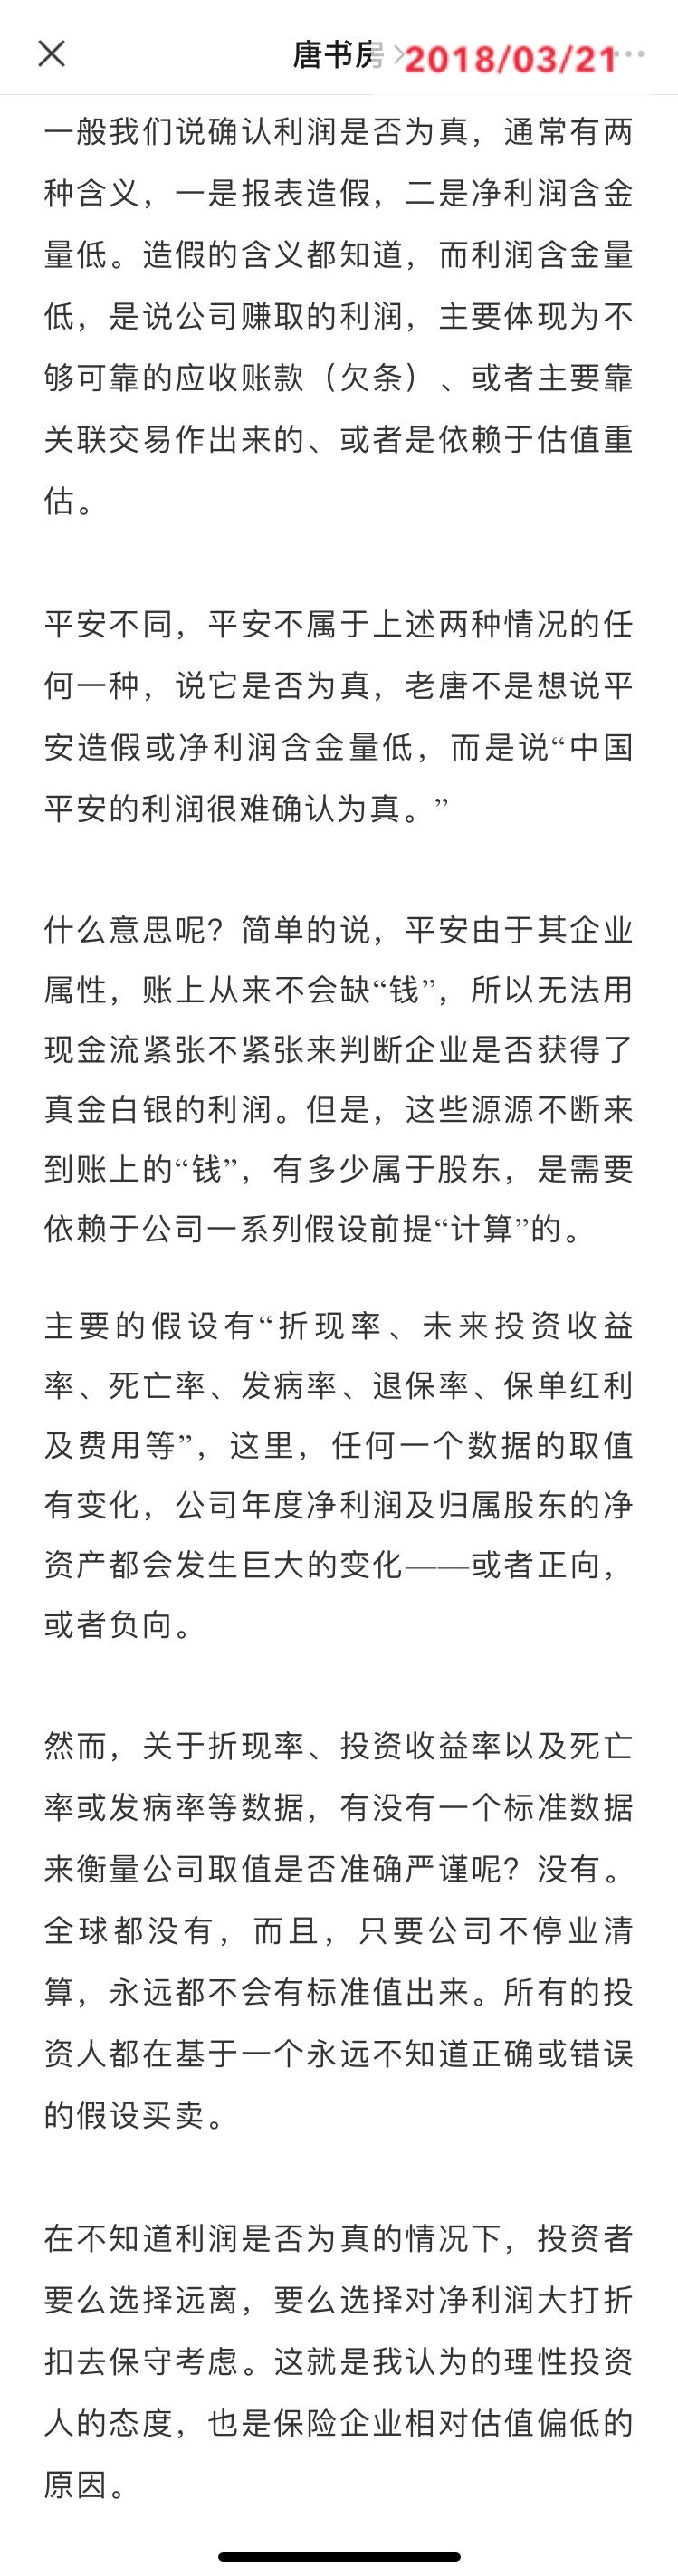 唐书房
2018/03/21
一般我们说确认利润是否为真，通常有两
种含义，一是报表造假，二是净利润含金
量低。造假的含义都知道，而利润含金量
低，是说公司赚取的利润，主要体现为不
够可靠的应收账款（欠条）、或者主要靠
关联交易作出来的、或者是依赖于估值重
估。
平安不同，平安不属于上述两种情况的任
何一种，说它是否为真，老唐不是想说平
安造假或净利润含金量低，而是说“中国
平安的利润很难确认为真。”
什么意思呢？简单的说，平安由于其企业
属性，账上从来不会缺“钱”，所以无法用
现金流紧张不紧张来判断企业是否获得了
真金白银的利润。但是，这些源源不断来
到账上的“钱”，有多少属于股东，是需要
依赖于公司一系列假设前提“计算”的。
主要的假设有“折现率、未来投资收益
率、死亡率、发病率、退保率、保单红利
及费用等”，这里，任何一个数据的取值
有变化，公司年度净利润及归属股东的净
资产都会发生巨大的变化——或者正向，
或者负向。
然而，关于折现率、投资收益率以及死亡
率或发病率等数据，有没有一个标准数据
来衡量公司取值是否准确严谨呢？没有。
全球都没有，而且，只要公司不停业清
算，永远都不会有标准值出来。所有的投
资人都在基于一个永远不知道正确或错误
的假设买卖。
在不知道利润是否为真的情况下，投资者
要么选择远离，要么选择对净利润大打折
扣去保守考虑。这就是我认为的理性投资
人的态度，也是保险企业相对估值偏低的
原因。